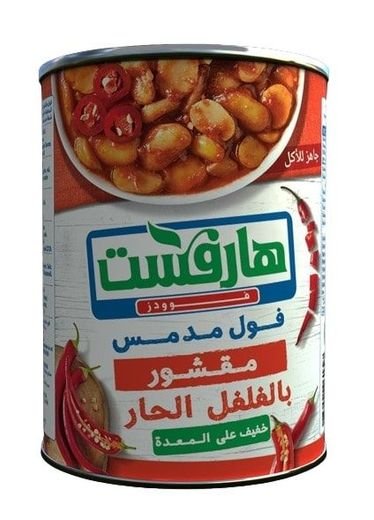 جاهز للأكل
هارفست
فوودز
فول مدمس
مقشور
بالفلفل الحار
خفيف على المعدة